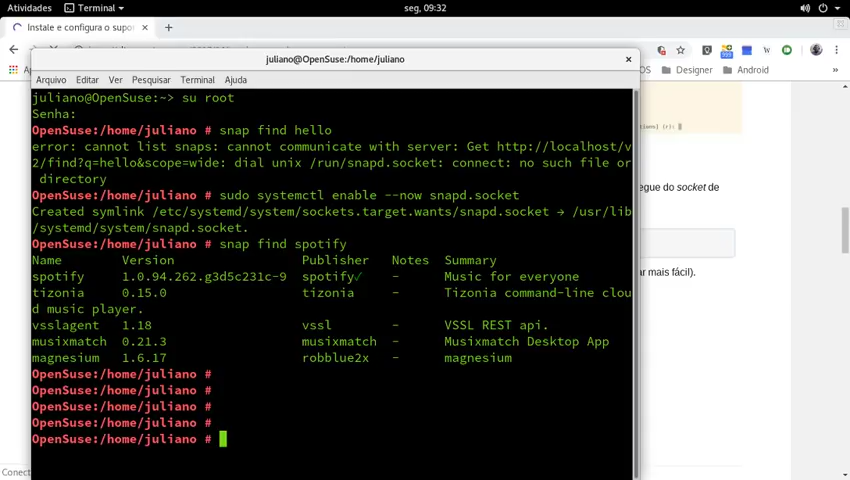 Atividades
Terminal
seg, 09:32
Instale e configura o supor
juliano@OpenSuse:/home/juliano
Arquivo Editar Ver Pesquisar Terminal Ajuda
OS
Designer
Android
»
juliano@OpenSuse:~> su root
Senha:
OpenSuse:/home/juliano # snap find hello
error: cannot list snaps: cannot communicate with server: Get http://localhost/v
2/find?q=hello&scope=wide: dial unix /run/snapd.socket: connect: no such file or
directory
OpenSuse:/home/juliano # sudo systemctl enable --now snapd.socket
Created symlink /etc/systemd/system/sockets.target.wants/snapd.socket → /usr/lib
/systemd/system/snapd.socket.
OpenSuse:/home/juliano # snap find spotify
Name Version Publisher Notes Summary
spotify 1.0.94.262.g3d5c231c-9 spotify✓ - Music for everyone
tizonia 0.15.0 tizonia - Tizonia command-line clou
d music player.
vsslagent 1.18 vssl - VSSL REST api.
musixmatch 0.21.3 musixmatch - Musixmatch Desktop App
magnesium 1.6.17 robblue2x - magnesium
OpenSuse:/home/juliano #
OpenSuse:/home/juliano #
OpenSuse:/home/juliano #
OpenSuse:/home/juliano #
OpenSuse:/home/juliano #
egue do socket de
ar mais fácil).
Conect